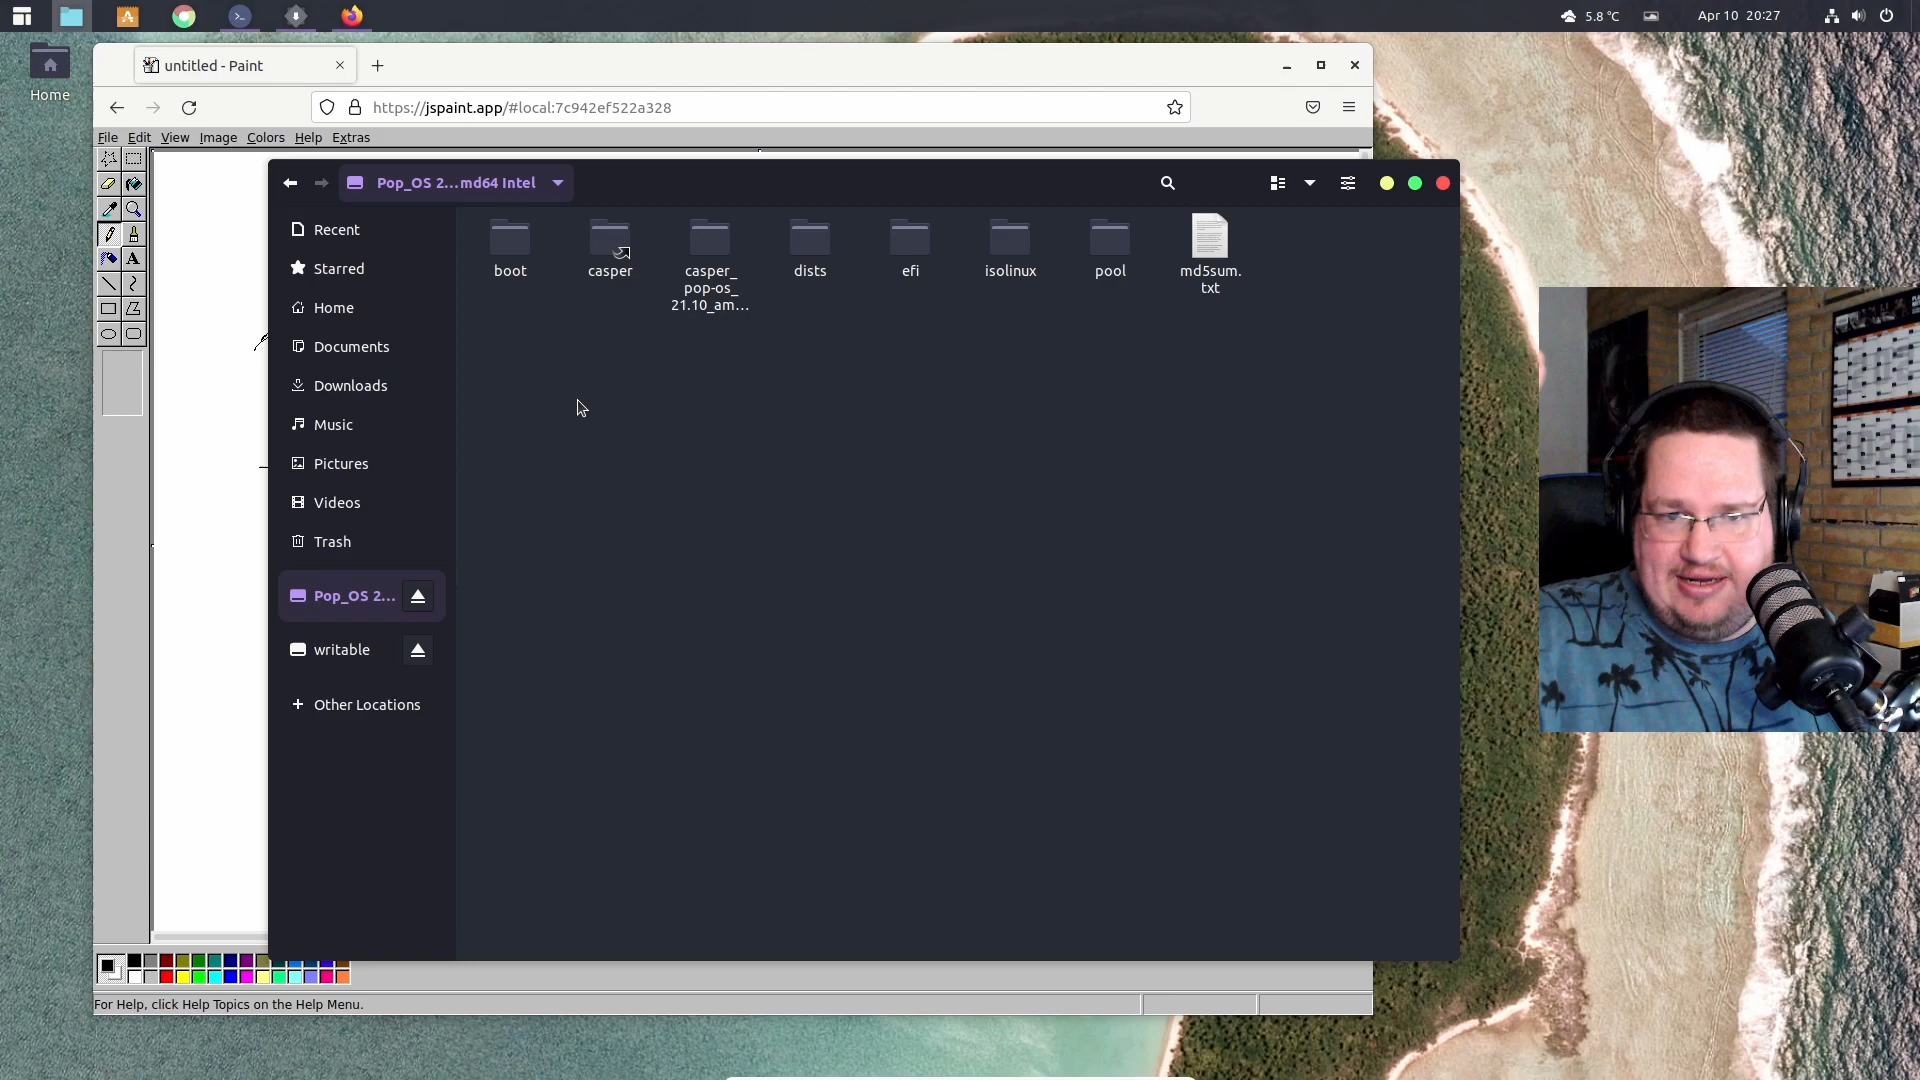 5.8 °C
Apr 10 20:27
Home
untitled - Paint
https://jspaint.app/#local:7c942ef522a328
File Edit View Image Colors Help Extras
Pop_OS 2...md64 Intel
Recent
Starred
Home
Documents
Downloads
Music
Pictures
Videos
Trash
Pop_OS 2...
writable
Other Locations
boot
casper
casper_
pop-os_
21.10_am...
dists
efi
isolinux
pool
md5sum.
txt
A
For Help, click Help Topics on the Help Menu.